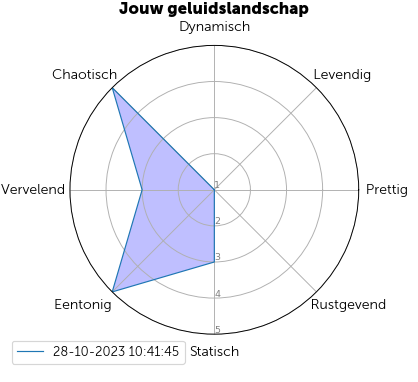 Jouw geluidslandschap
Dynamisch
Chaotisch
Levendig
Vervelend
1
Prettig
2
3
4
Eentonig
Rustgevend
5
28-10-2023 10:41:45
Statisch